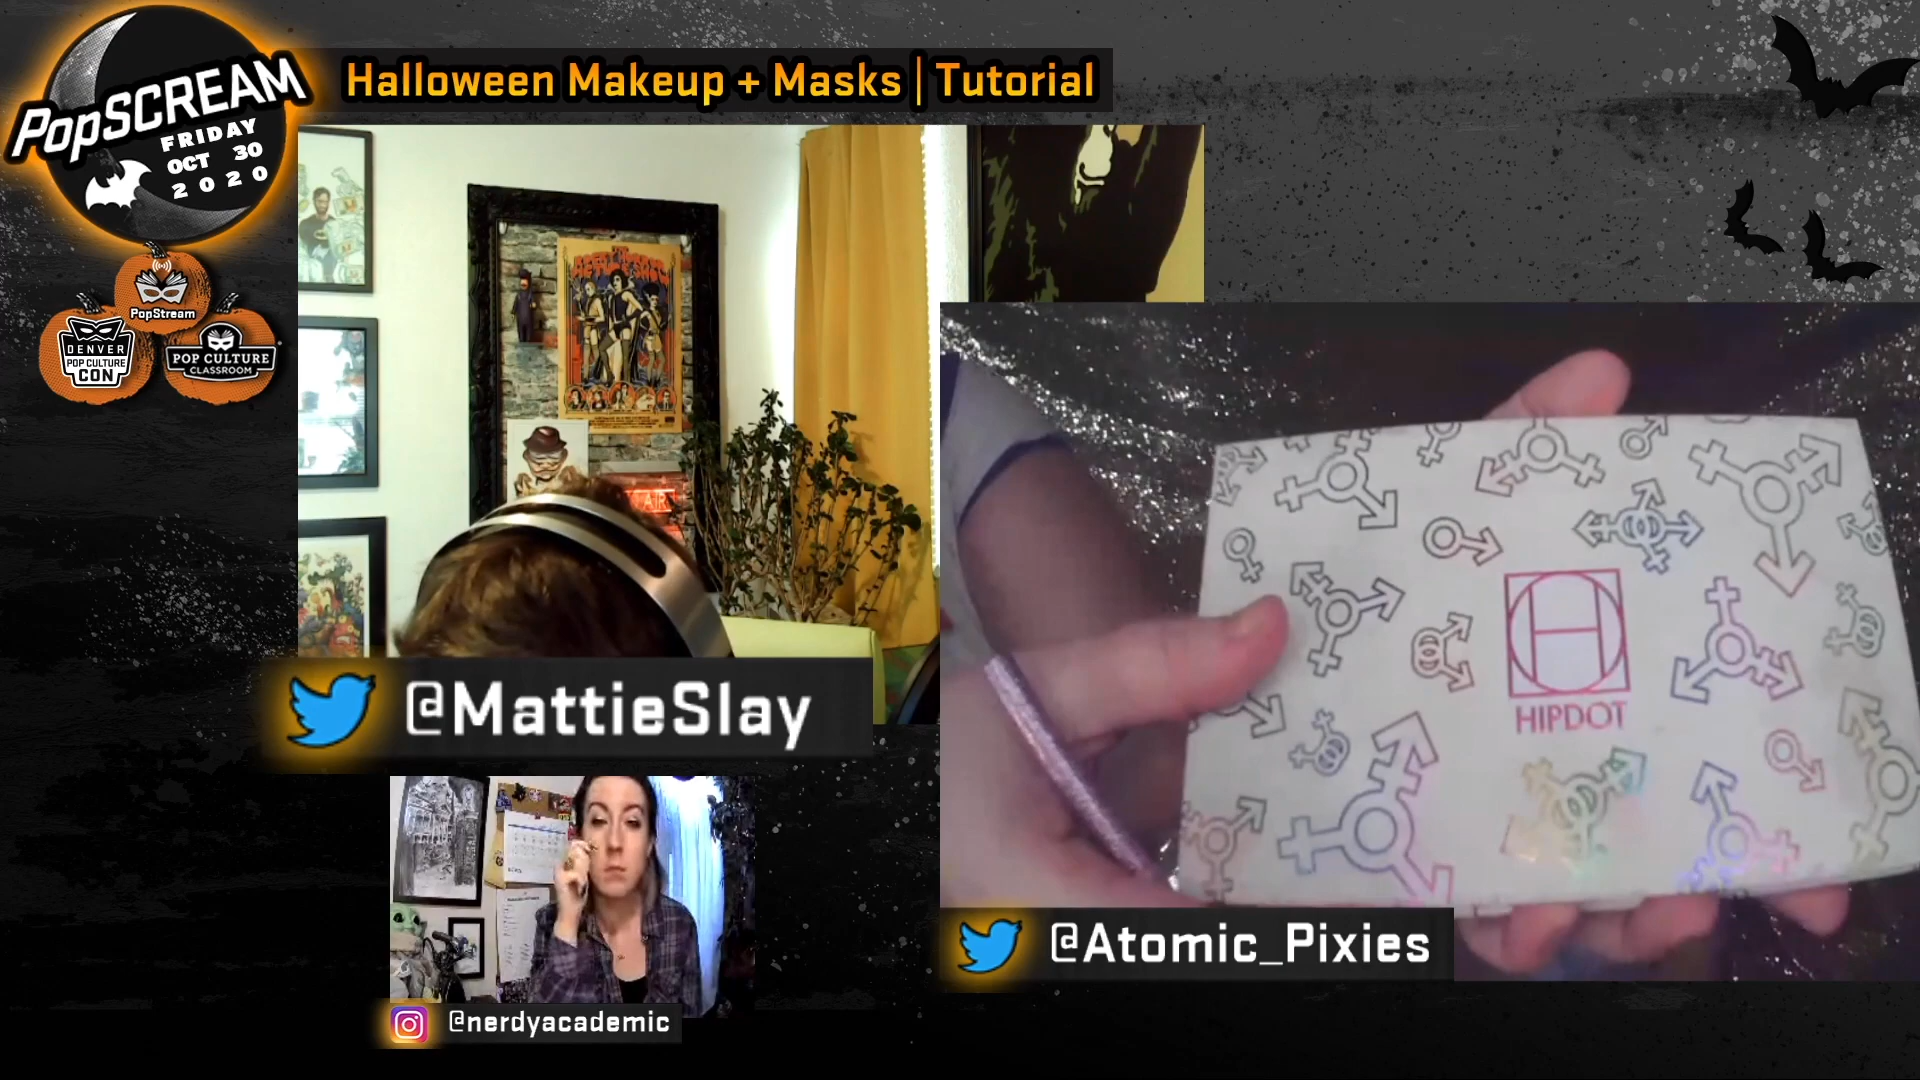 PopSCREAM
FRIDAY
OCT 30
2020
Halloween Makeup + Masks | Tutorial
PopStream
DENVER
POP CULTURE
CON
POP CULTURE
CLASSROOM
AIR
HIPDOT
@MattieSlay
@Atomic_Pixies
@nerdyacademic